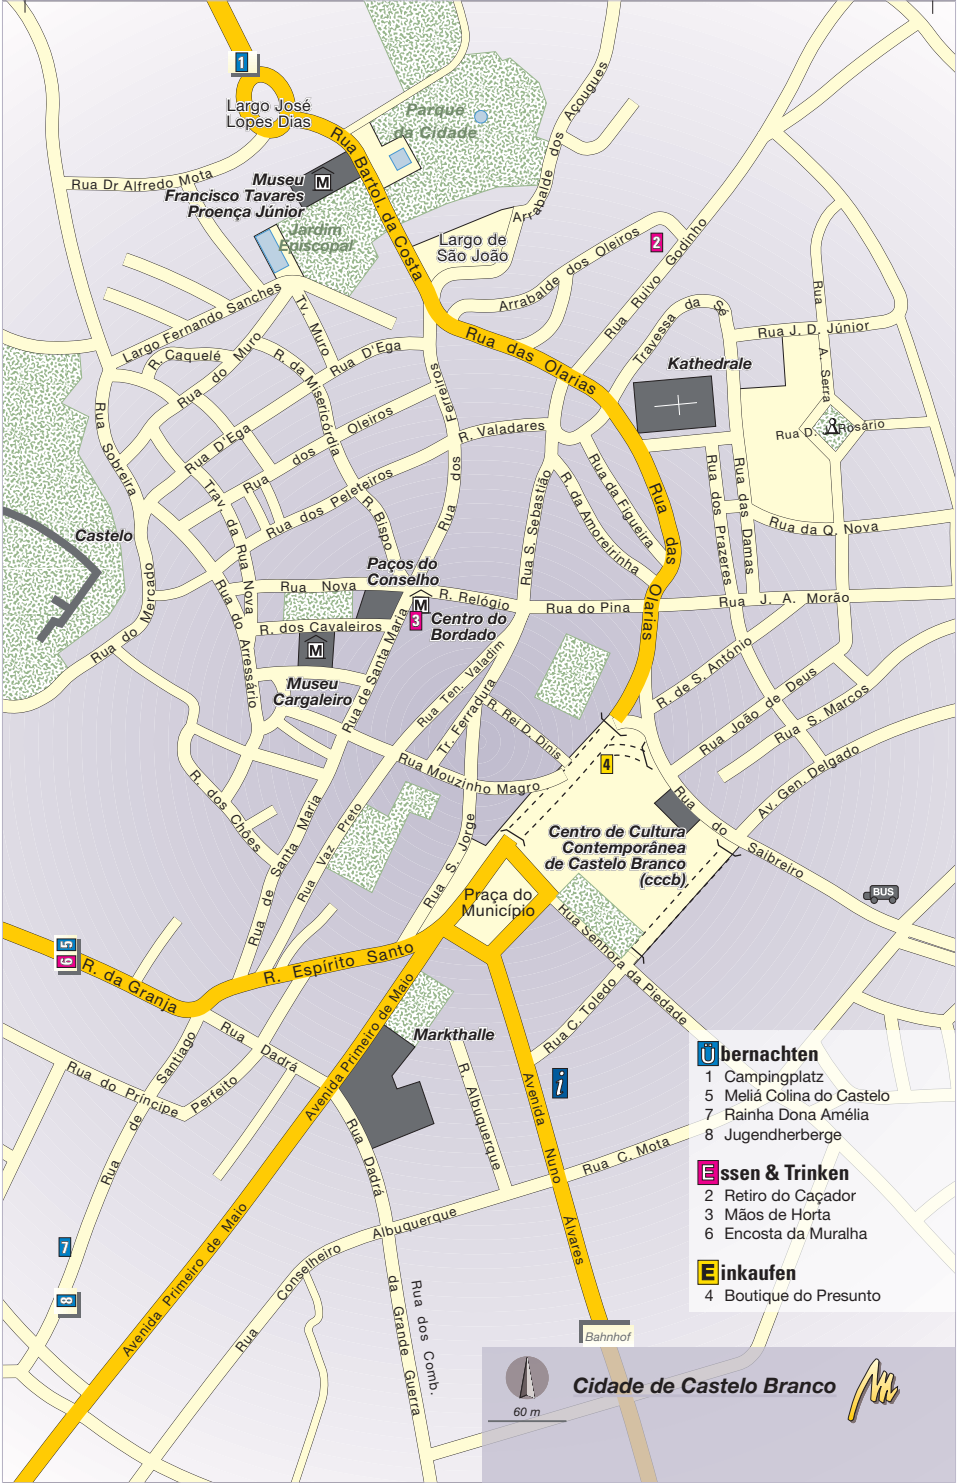 1
Largo José
Lopes Dias
Parque
da Cidade
Rua Bartol. da Costa
Arrabalde dos Açougues
Rua Dr Alfredo Mota
Museu
Francisco Tavares
Proença Júnior
M
Jardim
Episcopal
Largo de
São João
Arrabalde dos Oleiros
2
Rua Ruivo Godinho
Travessa da Sé
Rua
A. Serra
Rua J. D. Júnior
Largo Fernando Sanches
Tv. Muro
R. Caquelé
Rua do Muro
R. da Misericórdia
Rua D'Ega
Rua das Olarias
Kathedrale
Rua Sobreira
Rua D'Ega
Rua dos Oleiros
Rua dos Ferreiros
R. Valadares
Rua D. J. Rosário
Trav. da Rua Nova
Rua dos Peleteiros
R. Bispo
Rua S. Sebastião
R. da Amoreirinha
Rua da Figueira
Rua das Olarias
Rua dos Prazeres
Rua das Damas
Rua da Q. Nova
Castelo
Paços do
Conselho
Rua Nova
M
3
R. Relógio
Centro do
Bordado
Rua do Pina
Rua J. A. Morão
Rua do Mercado
Rua do Arressário
R. dos Cavaleiros
M
Museu
Cargaleiro
Rua de Santa Maria
Rua Ten. Valadim
Tr. Ferradura
R. Rei D. Dinis
R. de S. António
Rua João de Deus
Rua S. Marcos
Av. Gen. Delgado
R. dos Chões
Rua Mouzinho Magro
4
Rua de Santa Maria
Rua Vaz Preto
Rua S. Jorge
Rua do Saibreiro
Centro de Cultura
Contemporânea
de Castelo Branco
(cccb)
BUS
Praça do
Município
Rua Senhora da Piedade
5
6
R. da Granja
R. Espírito Santo
Rua C. Toledo
Markthalle
Avenida Primeiro de Maio
Rua Dadrá
Rua do Príncipe Perfeito
Rua de Santiago
R. Albuquerque
i
Avenida Nuno Álvares
Rua C. Mota
Rua Dadrá
da Grande Guerra
Rua Conselheiro Albuquerque
Rua dos Comb.
Avenida Primeiro de Maio
7
8
Übernachten
1 Campingplatz
5 Meliá Colina do Castelo
7 Rainha Dona Amélia
8 Jugendherberge
Essen & Trinken
2 Retiro do Caçador
3 Mãos de Horta
6 Encosta da Muralha
Einkaufen
4 Boutique do Presunto
Bahnhof
60 m
Cidade de Castelo Branco